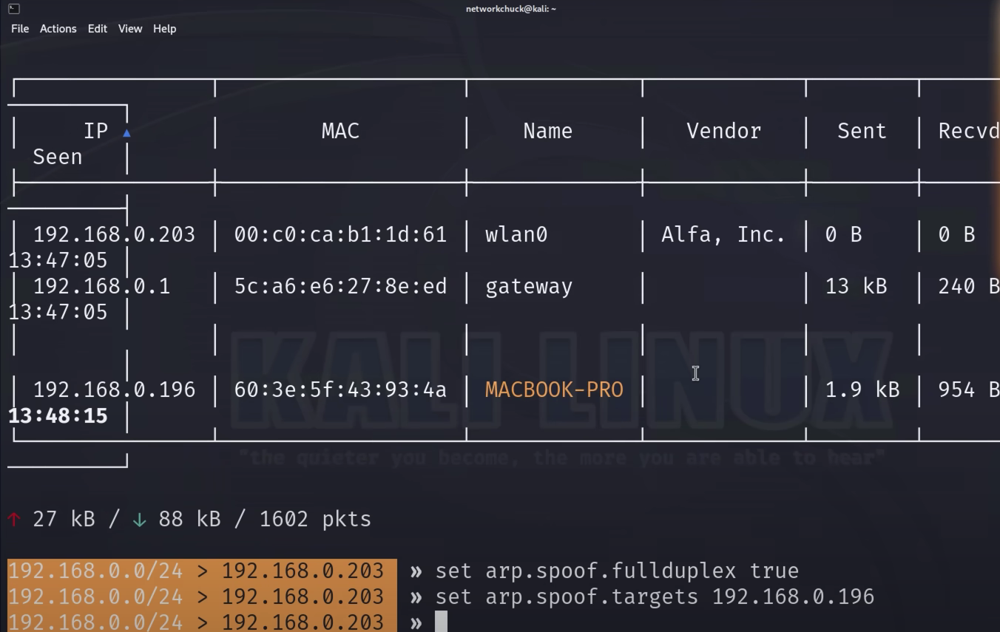 networkchuck@kali: ~
File Actions Edit View Help
IP ▲ MAC Name Vendor Sent Recvd
Seen
192.168.0.203 00:c0:ca:b1:1d:61 wlan0 Alfa, Inc. 0 B 0 B
13:47:05
192.168.0.1 5c:a6:e6:27:8e:ed gateway 13 kB 240 B
13:47:05
KALI LINUX
192.168.0.196 60:3e:5f:43:93:4a MACBOOK-PRO 1.9 kB 954 B
13:48:15
"the quieter you become, the more you are able to hear"
↑ 27 kB / ↓ 88 kB / 1602 pkts
192.168.0.0/24 > 192.168.0.203 » set arp.spoof.fullduplex true
192.168.0.0/24 > 192.168.0.203 » set arp.spoof.targets 192.168.0.196
192.168.0.0/24 > 192.168.0.203 »